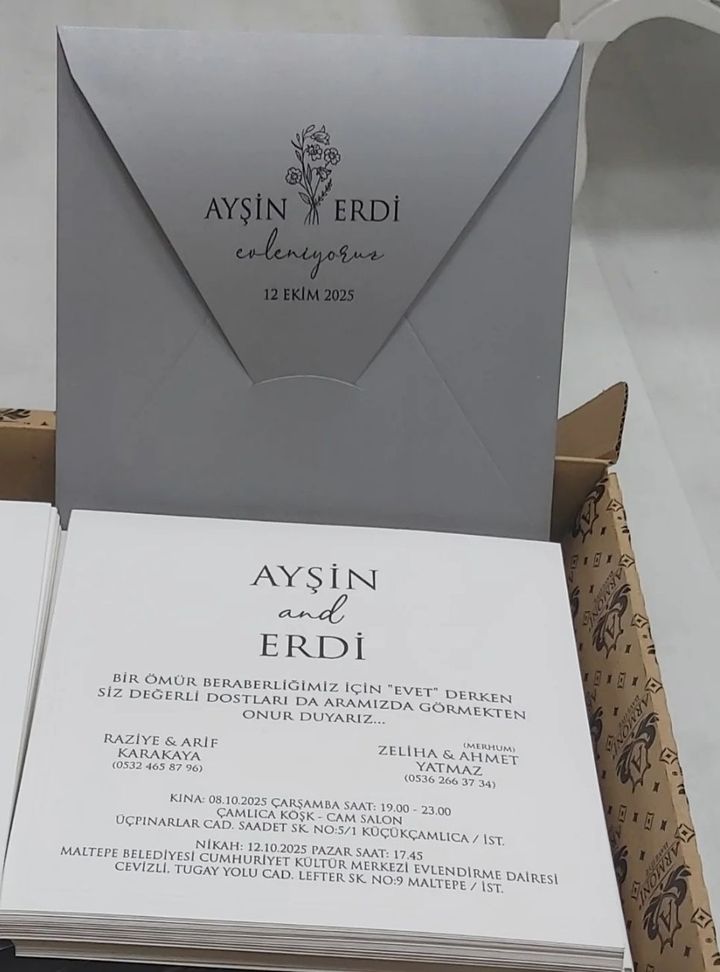 AYŞİN ERDİ
evleniyoruz
12 EKİM 2025
AYŞİN
and
ERDİ
BİR ÖMÜR BERABERLİĞİMİZ İÇİN "EVET" DERKEN
SİZ DEĞERLİ DOSTLARI DA ARAMIZDA GÖRMEKTEN
ONUR DUYARIZ...
RAZİYE & ARİF
KARAKAYA
(0532 465 87 96)
(MERHUM)
ZELİHA & AHMET
YATMAZ
(0536 266 37 34)
KINA: 08.10.2025 ÇARŞAMBA SAAT: 19.00 - 23.00
ÇAMLICA KÖŞK - CAM SALON
ÜÇPINARLAR CAD. SAADET SK. NO:5/1 KÜÇÜKÇAMLICA / İST.
NİKAH: 12.10.2025 PAZAR SAAT: 17.45
MALTEPE BELEDİYESİ CUMHURİYET KÜLTÜR MERKEZİ EVLENDİRME DAİRESİ
CEVİZLİ, TUGAY YOLU CAD. LEFTER SK. NO:9 MALTEPE / İST.
ARMONİ
ARMONİ
ARMONİ